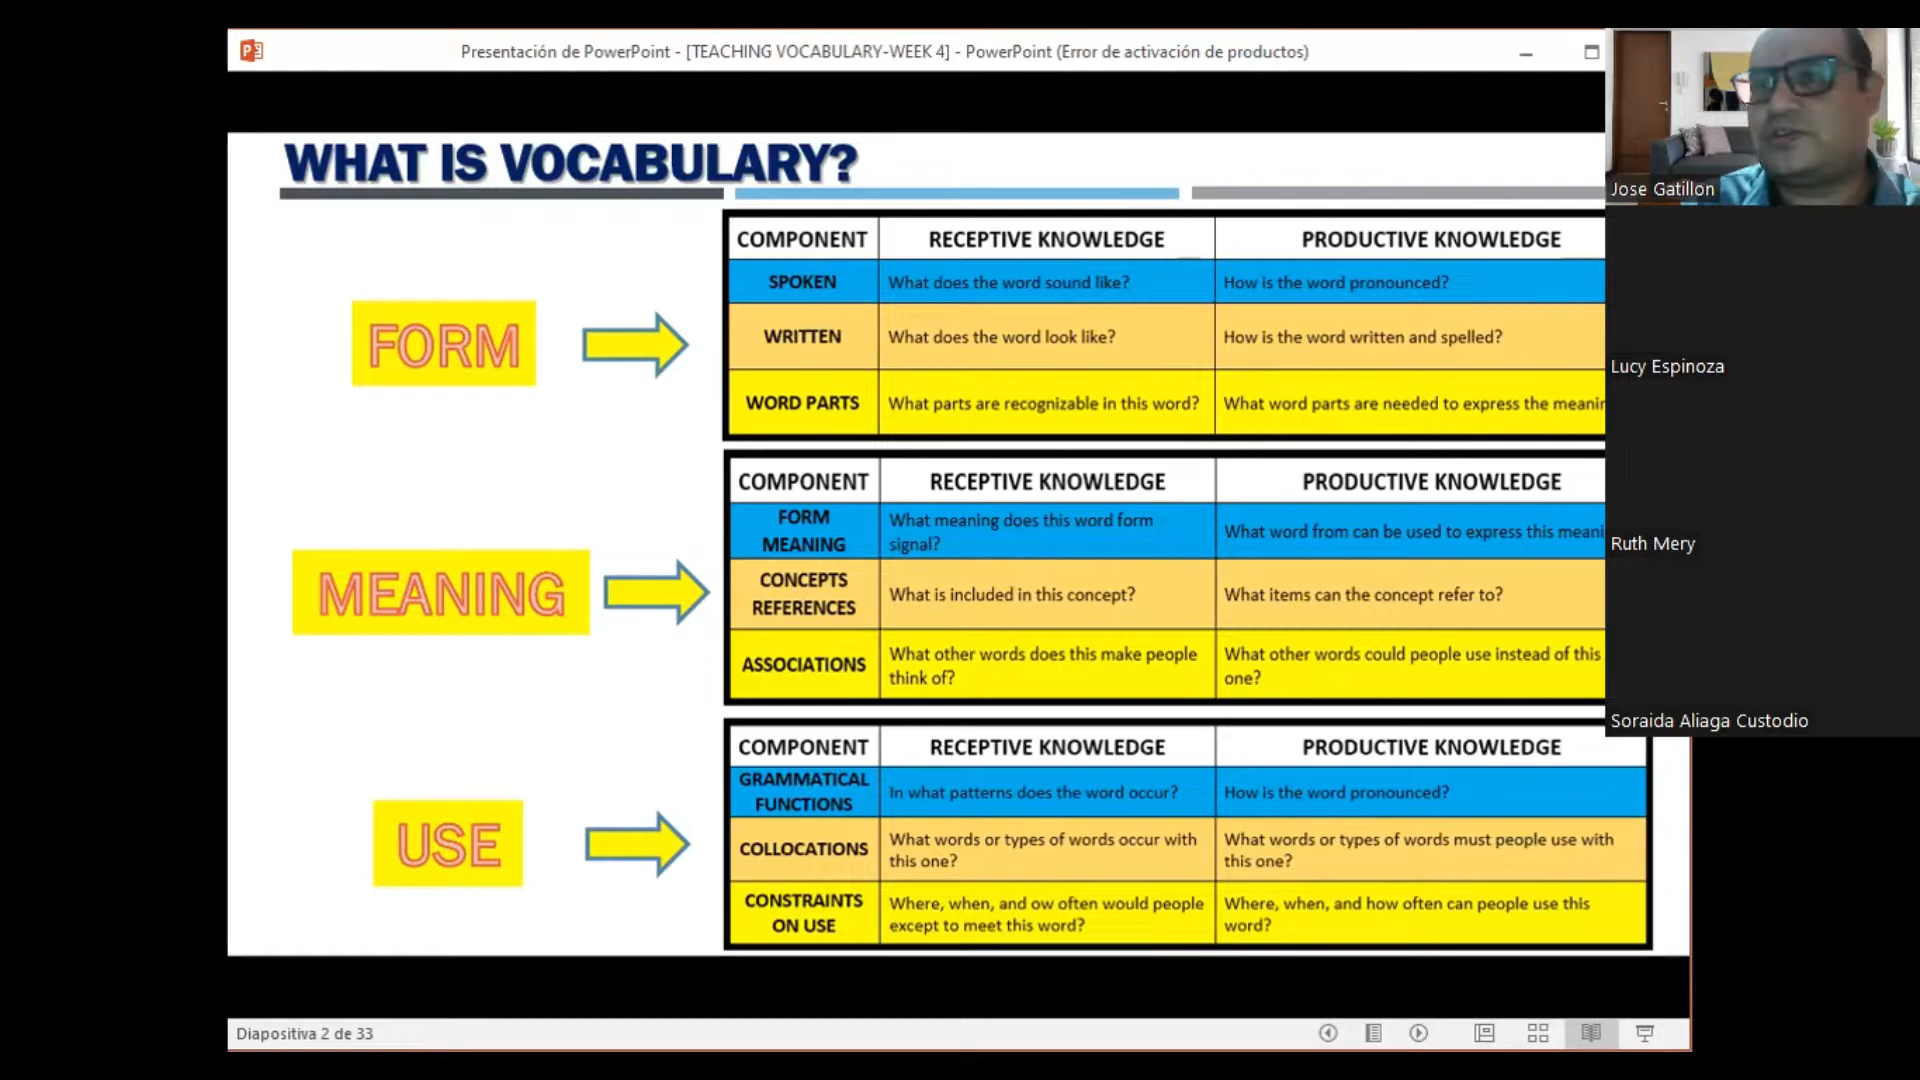 Presentación de PowerPoint - [TEACHING VOCABULARY-WEEK 4] - PowerPoint (Error de activación de productos)
WHAT IS VOCABULARY?
FORM
COMPONENT RECEPTIVE KNOWLEDGE PRODUCTIVE KNOWLEDGE
SPOKEN What does the word sound like? How is the word pronounced?
WRITTEN What does the word look like? How is the word written and spelled?
WORD PARTS What parts are recognizable in this word? What word parts are needed to express the meanin
MEANING
COMPONENT RECEPTIVE KNOWLEDGE PRODUCTIVE KNOWLEDGE
FORM
MEANING
What meaning does this word form
signal?
What word from can be used to express this meani
CONCEPTS
REFERENCES
What is included in this concept?
What items can the concept refer to?
ASSOCIATIONS
What other words does this make people
think of?
What other words could people use instead of this
one?
USE
COMPONENT RECEPTIVE KNOWLEDGE PRODUCTIVE KNOWLEDGE
GRAMMATICAL
FUNCTIONS
In what patterns does the word occur?
How is the word pronounced?
COLLOCATIONS
What words or types of words occur with
this one?
What words or types of words must people use with
this one?
CONSTRAINTS
ON USE
Where, when, and ow often would people
except to meet this word?
Where, when, and how often can people use this
word?
Jose Gatillon
Lucy Espinoza
Ruth Mery
Soraida Aliaga Custodio
Diapositiva 2 de 33